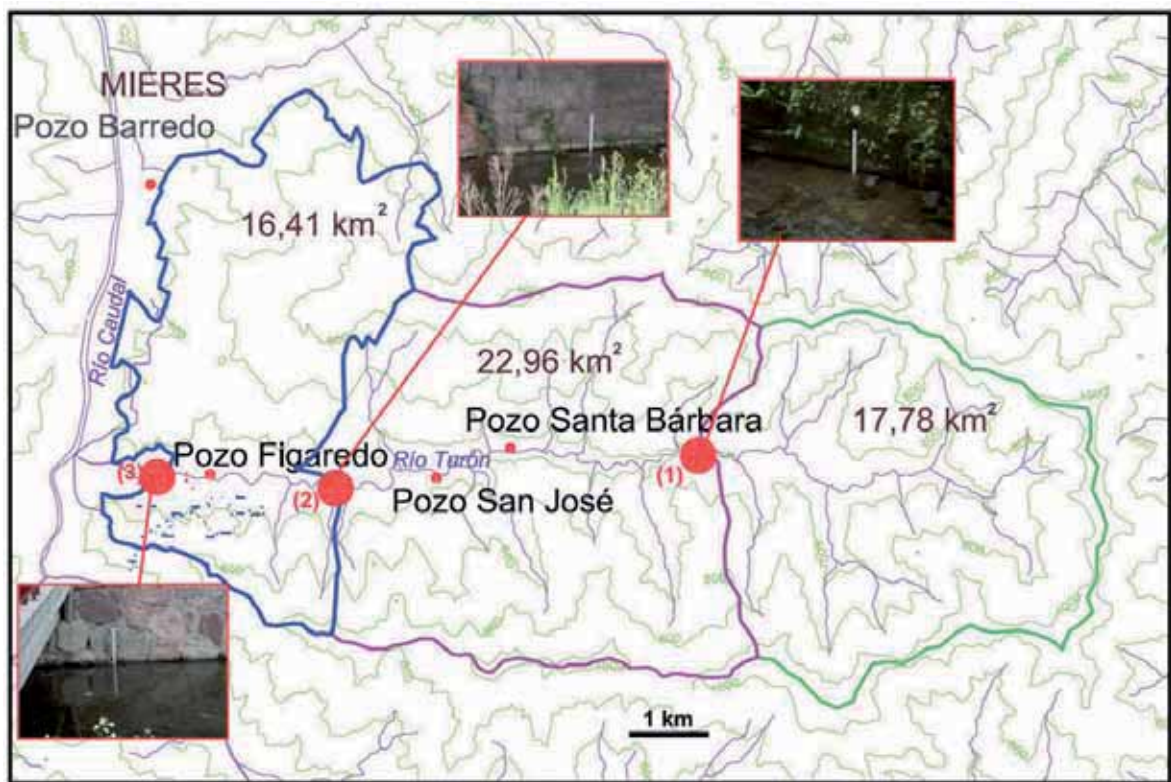 MIERES
Pozo Barredo
16,41 km²
Río Caudal
22,96 km²
Pozo Santa Bárbara
17,78 km²
(3)
Pozo Figaredo
Río Turón
(1)
(2)
Pozo San José
1 km